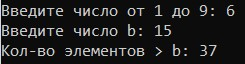 Введите число от 1 до 9: 6
Введите число b: 15
Кол-во элементов > b: 37